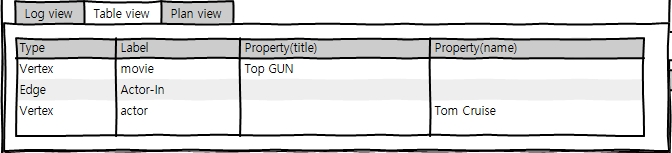 Log view Table view Plan view
Type Label Property(title) Property(name)
Vertex movie Top GUN
Edge Actor-In
Vertex actor Tom Cruise